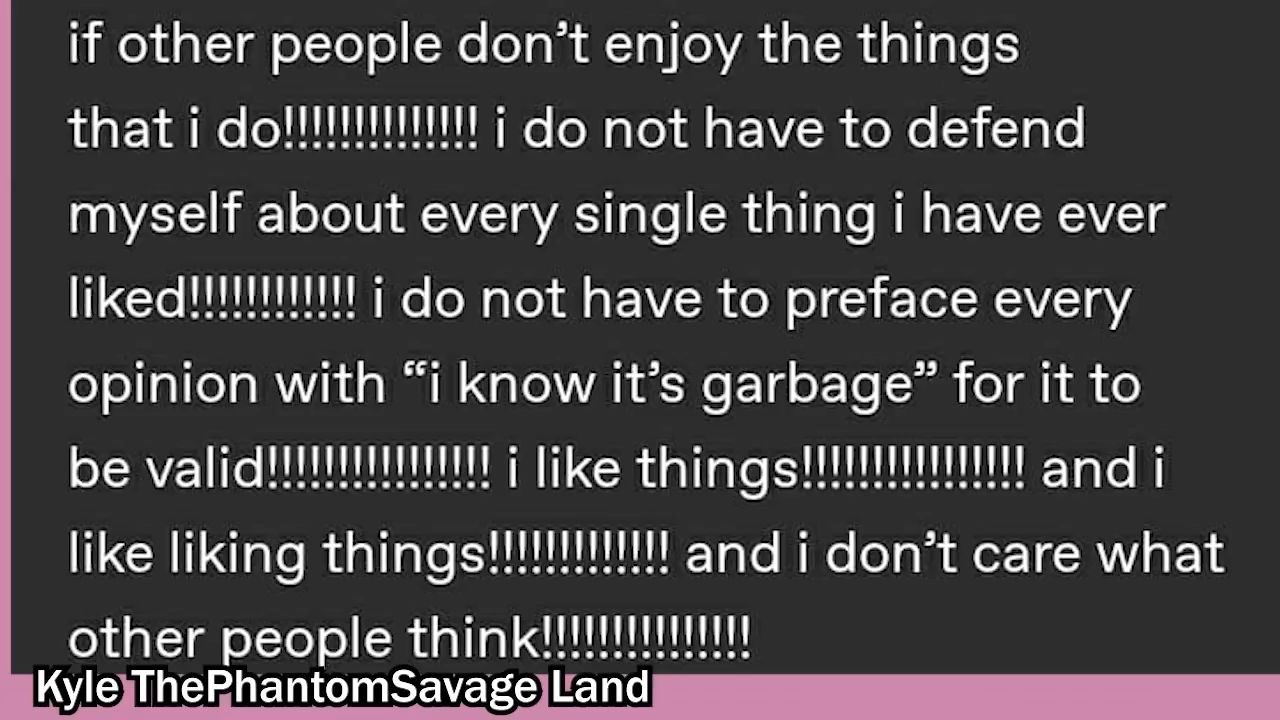 if other people don’t enjoy the things
that i do!!!!!!!!!!!!!! i do not have to defend
myself about every single thing i have ever
liked!!!!!!!!!!!! i do not have to preface every
opinion with “i know it’s garbage” for it to
be valid!!!!!!!!!!!!!!!! i like things!!!!!!!!!!!!!!!! and i
like liking things!!!!!!!!!!!!! and i don’t care what
other people think!!!!!!!!!!!!!!!
Kyle ThePhantomSavage Land